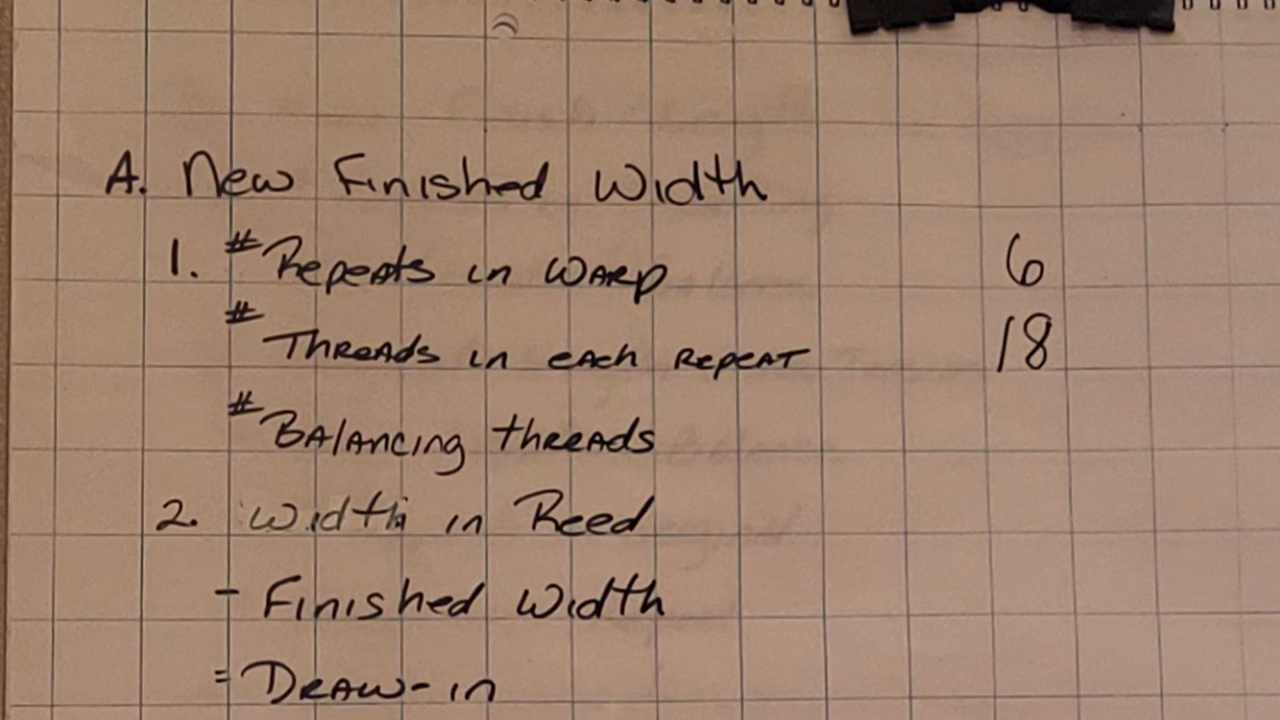 A. New Finished Width
1. # Repeats in Warp 6
# Threads in each Repeat 18
# Balancing threads
2. Width in Reed
- Finished Width
= Draw-in